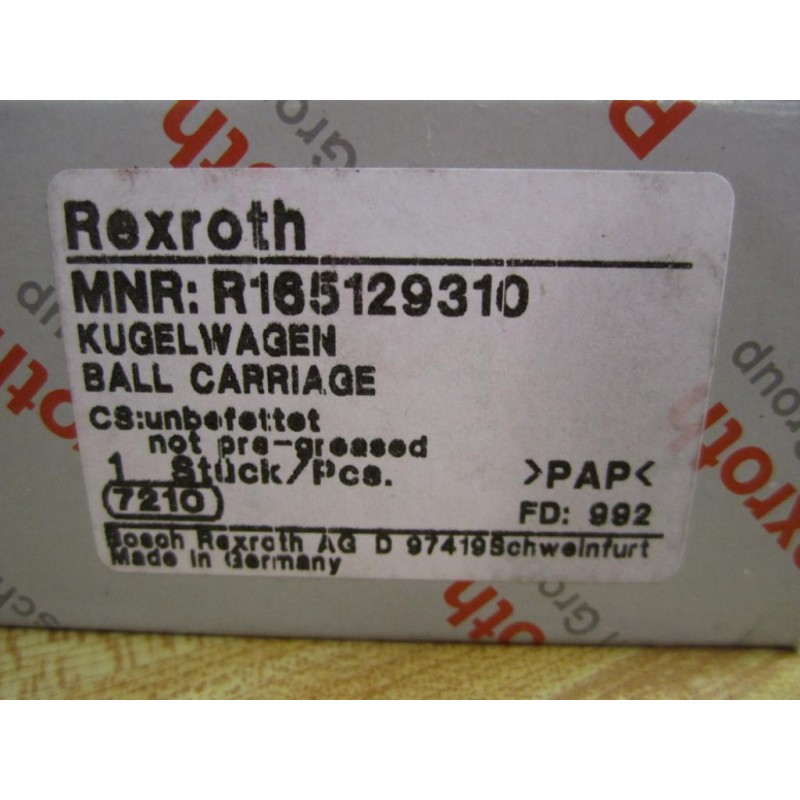 Rexroth
MNR: R165129310
KUGELWAGEN
BALL CARRIAGE
CS:unbefettet
not pre-greased
1 Stück/Pcs.
>PAP<
7210
FD: 992
Bosch Rexroth AG D 97419Schweinfurt
Made in Germany